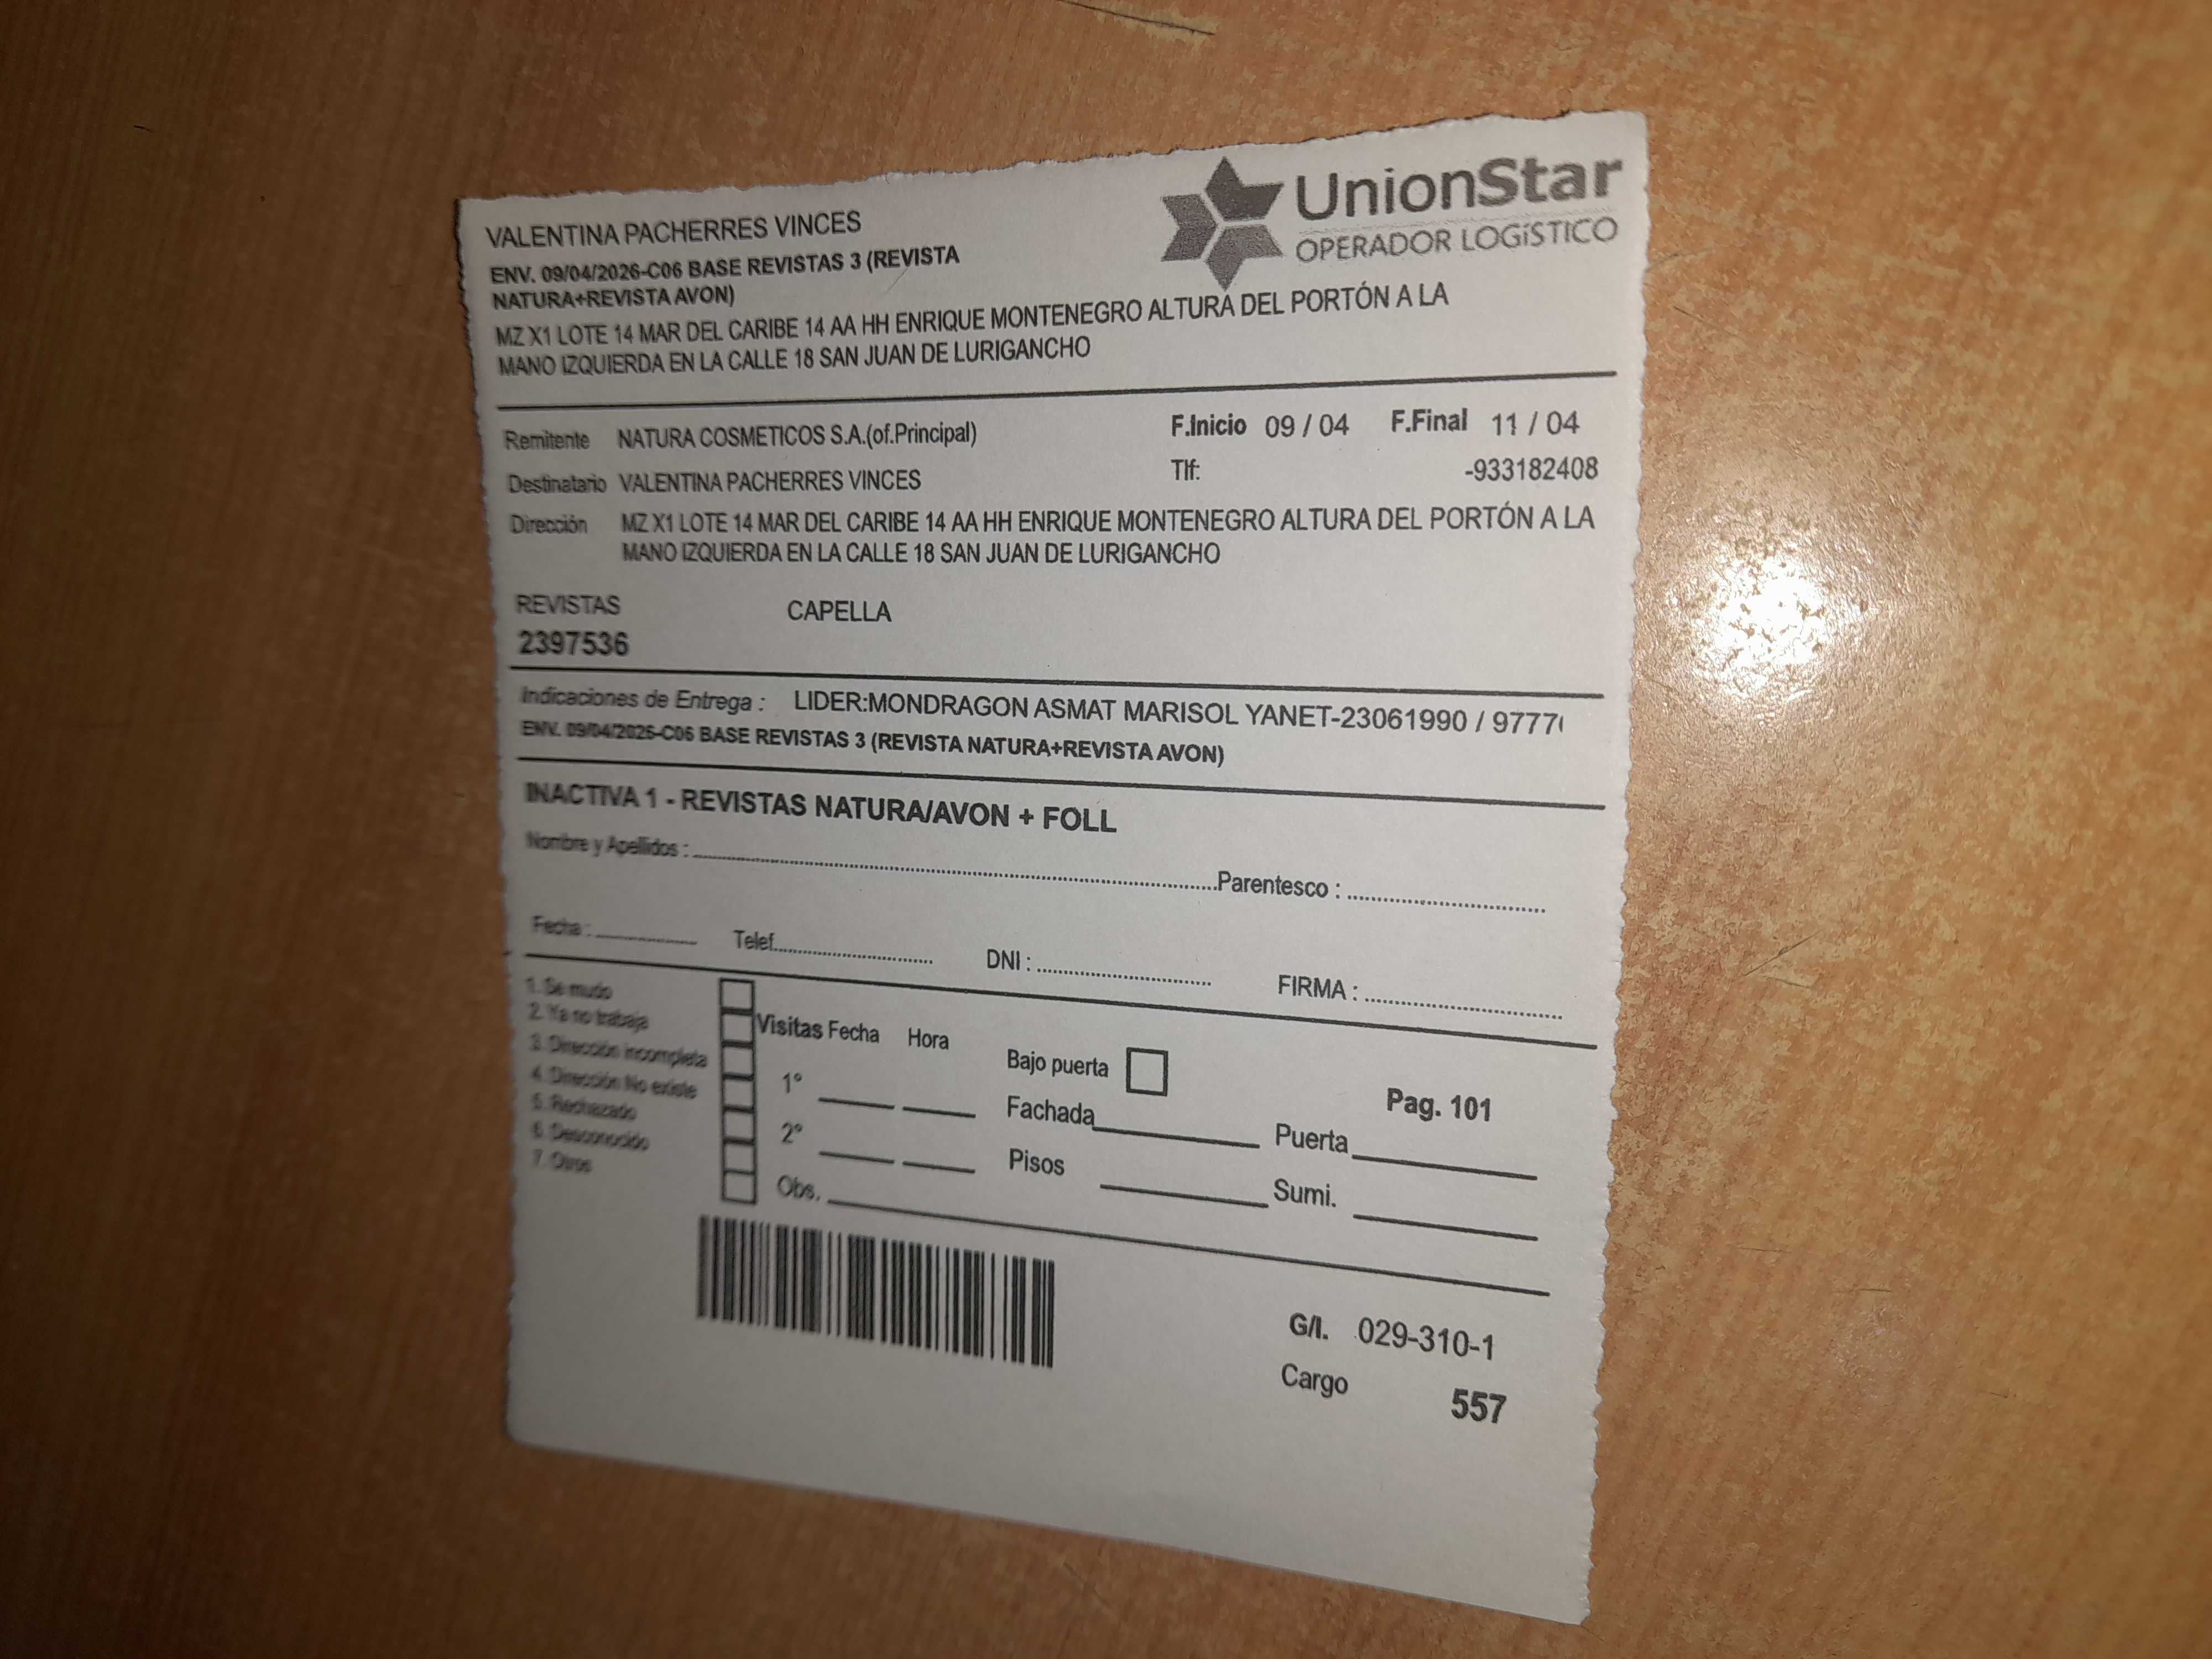 VALENTINA PACHERRES VINCES
UnionStar
OPERADOR LOGíSTICO
ENV. 09/04/2026-C06 BASE REVISTAS 3 (REVISTA
NATURA+REVISTA AVON)
MZ X1 LOTE 14 MAR DEL CARIBE 14 AA HH ENRIQUE MONTENEGRO ALTURA DEL PORTÓN A LA
MANO IZQUIERDA EN LA CALLE 18 SAN JUAN DE LURIGANCHO
Remitente NATURA COSMETICOS S.A.(of.Principal) F.Inicio 09 / 04 F.Final 11 / 04
Destinatario VALENTINA PACHERRES VINCES Tlf: -933182408
Dirección MZ X1 LOTE 14 MAR DEL CARIBE 14 AA HH ENRIQUE MONTENEGRO ALTURA DEL PORTÓN A LA
MANO IZQUIERDA EN LA CALLE 18 SAN JUAN DE LURIGANCHO
REVISTAS CAPELLA
2397536
Indicaciones de Entrega : LIDER:MONDRAGON ASMAT MARISOL YANET-23061990 / 9777
ENV. 09/04/2026-C06 BASE REVISTAS 3 (REVISTA NATURA+REVISTA AVON)
INACTIVA 1 - REVISTAS NATURA/AVON + FOLL
Nombre y Apellidos : Parentesco :
Fecha : Telef. DNI : FIRMA :
1. Se mudo
2. Ya no trabaja
3. Dirección incompleta
4. Dirección No existe
5. Rechazado
6. Desconocido
7. Otros
Visitas Fecha Hora
1°
2°
Obs.
Bajo puerta
Fachada
Pisos
Pag. 101
Puerta
Sumi.
G/I. 029-310-1
Cargo 557